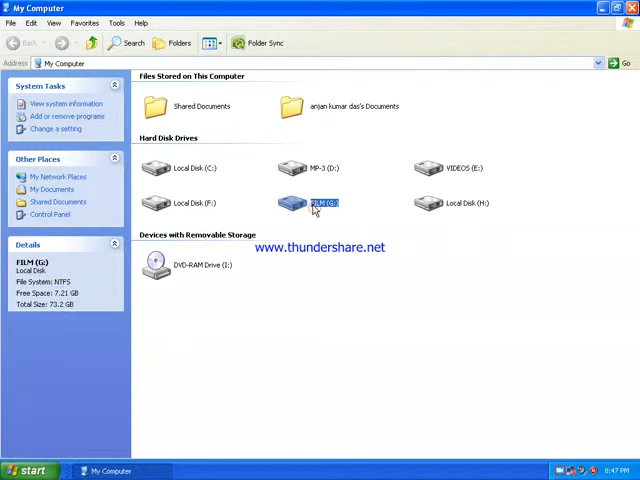 My Computer
File Edit View Favorites Tools Help
Back Search Folders Folder Sync
Address My Computer Go
System Tasks
View system information
Add or remove programs
Change a setting
Other Places
My Network Places
My Documents
Shared Documents
Control Panel
Details
FILM (G:)
Local Disk
File System: NTFS
Free Space: 7.21 GB
Total Size: 73.2 GB
Files Stored on This Computer
Shared Documents anjan kumar das's Documents
Hard Disk Drives
Local Disk (C:) MP-3 (D:) VIDEOS (E:)
Local Disk (F:) FILM (G:) Local Disk (H:)
Devices with Removable Storage
www.thundershare.net
DVD-RAM Drive (I:)
start My Computer 8:47 PM